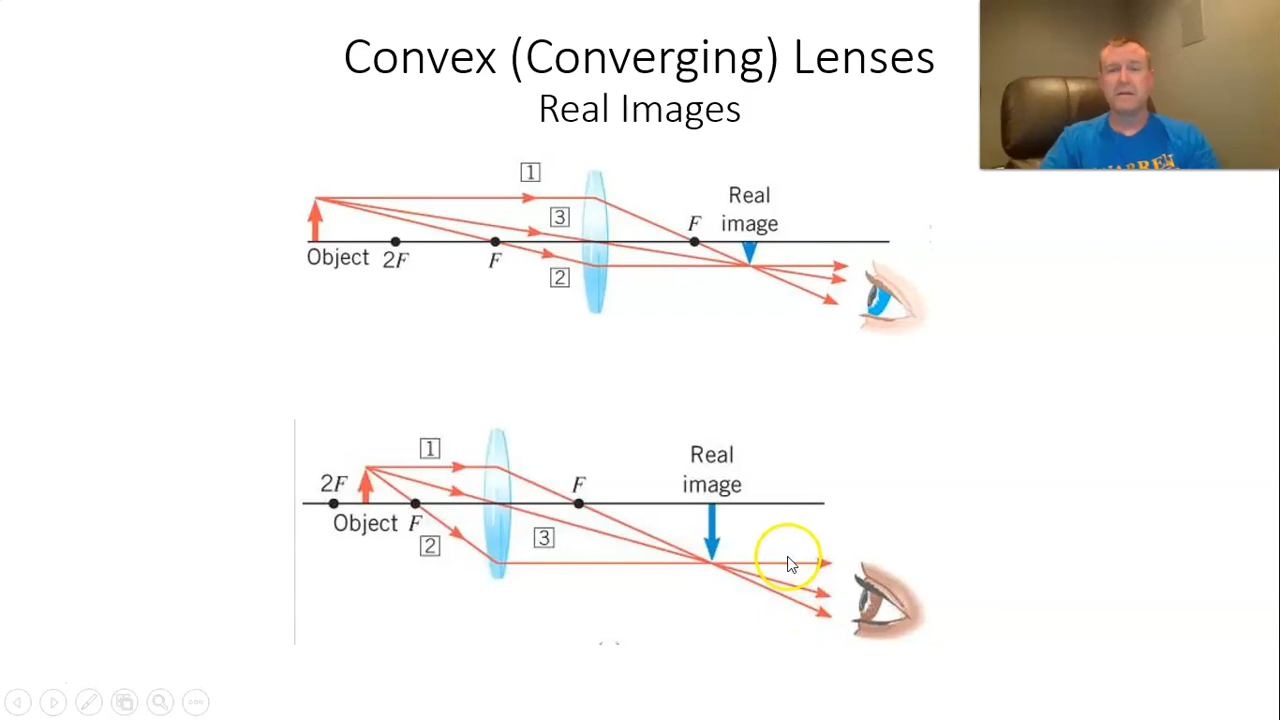 Convex (Converging) Lenses
Real Images
1
3
Real
image
F
Object
2F
F
2
1
Real
image
2F
F
Object
F
2
3